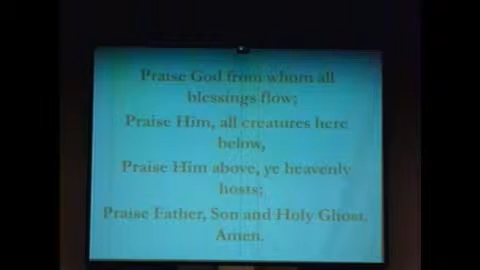 Praise God from whom all
blessings flow;
Praise Him, all creatures here
below,
Praise Him above, ye heavenly
hosts;
Praise Father, Son and Holy Ghost.
Amen.